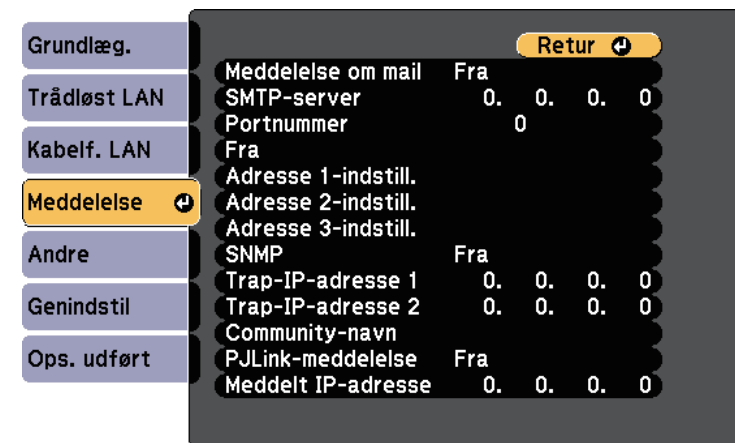 Grundlæg.
Trådløst LAN
Kabelf. LAN
Meddelelse
Andre
Genindstil
Ops. udført
Retur
Meddelelse om mail Fra
SMTP-server 0. 0. 0. 0
Portnummer 0
Fra
Adresse 1-indstill.
Adresse 2-indstill.
Adresse 3-indstill.
SNMP Fra
Trap-IP-adresse 1 0. 0. 0. 0
Trap-IP-adresse 2 0. 0. 0. 0
Community-navn
PJLink-meddelelse Fra
Meddelt IP-adresse 0. 0. 0. 0